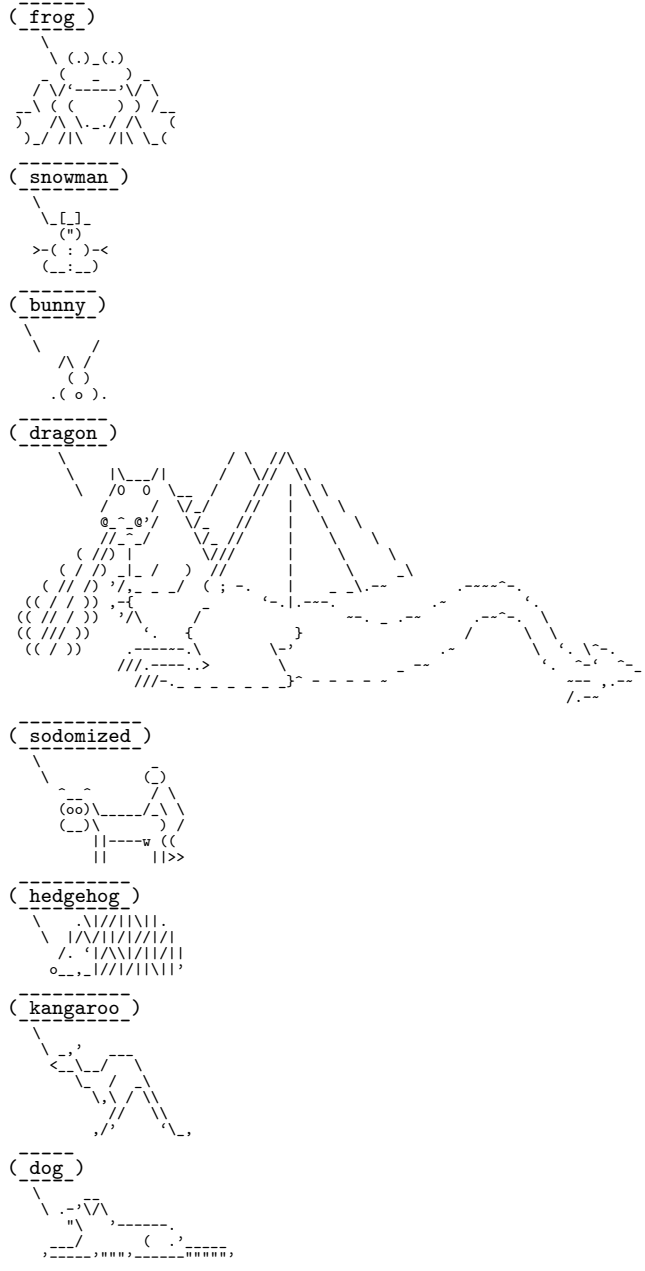 ( frog )
( snowman )
( bunny )
( dragon )
( sodomized )
( hedgehog )
( kangaroo )
( dog )